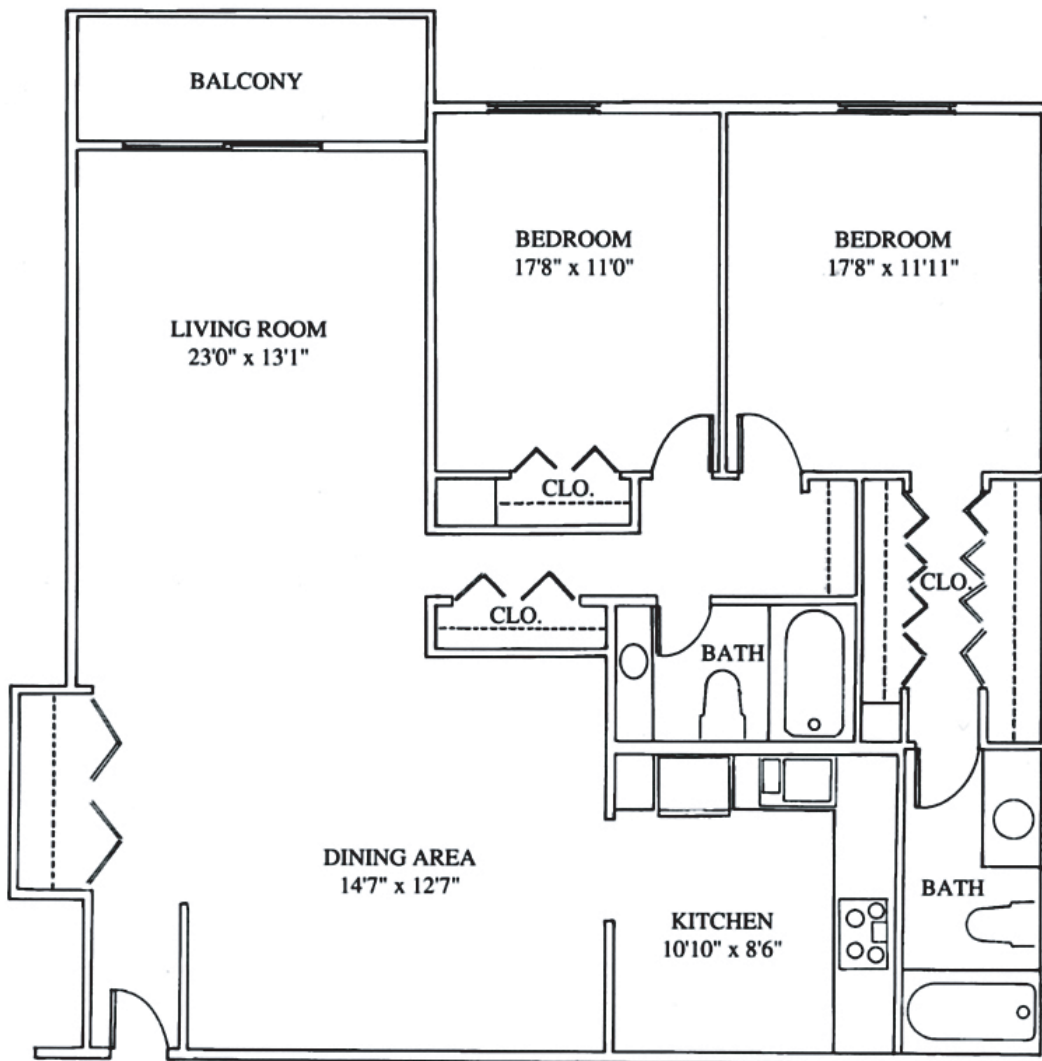 BALCONY
BEDROOM
17'8" x 11'0"
BEDROOM
17'8" x 11'11"
LIVING ROOM
23'0" x 13'1"
CLO.
CLO.
CLO.
BATH
DINING AREA
14'7" x 12'7"
KITCHEN
10'10" x 8'6"
BATH